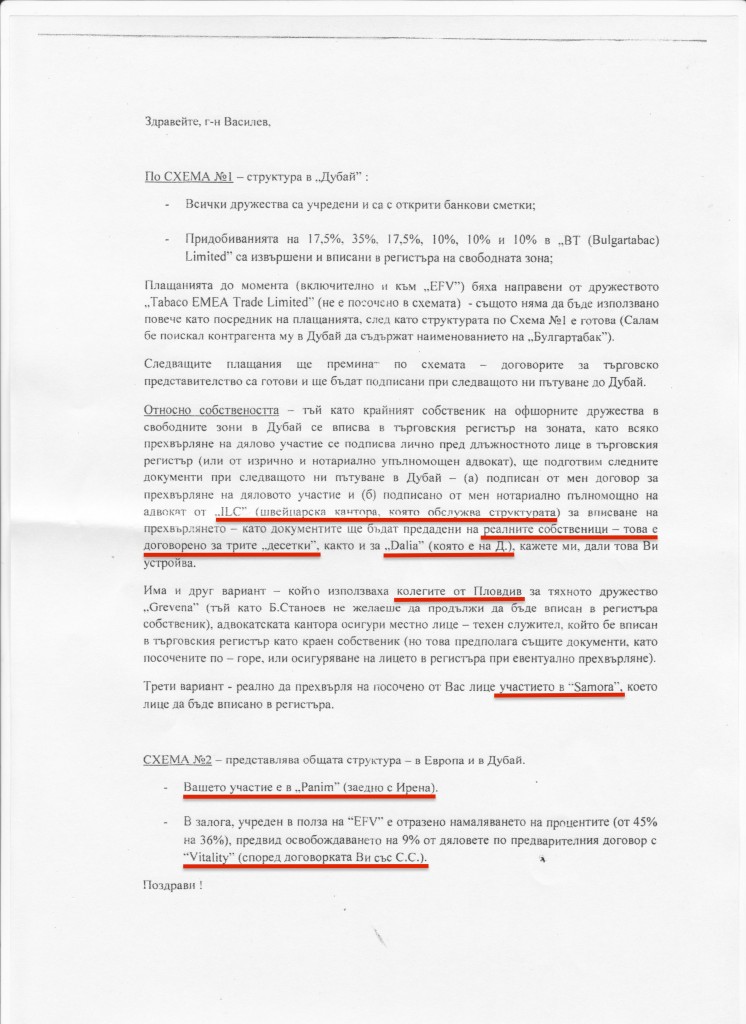 Здравейте, г-н Василев,
По СХЕМА №1 – структура в „Дубай" :
- Всички дружества са учредени и са с открити банкови сметки;
- Придобиванията на 17,5%, 35%, 17,5%, 10%, 10% и 10% в „BT (Bulgartabac)
Limited" са извършени и вписани в регистъра на свободната зона;
Плащанията до момента (включително и към „EFV") бяха направени от дружеството
„Tabaco EMEA Trade Limited" (не е посочено в схемата) - същото няма да бъде използвано
повече като посредник на плащанията, след като структурата по Схема №1 е готова (Салам
бе поискал контрагента му в Дубай да съдържат наименованието на „Булгартабак").
Следващите плащания ще преминат по схемата – договорите за търговско
представителство са готови и ще бъдат подписани при следващото ни пътуване до Дубай.
Относно собствеността – тъй като крайният собственик на офшорните дружества в
свободните зони в Дубай се вписва в търговския регистър на зоната, като всяко
прехвърляне на дялово участие се подписва лично пред длъжностното лице в търговския
регистър (или от изрично и нотариално упълномощен адвокат), ще подготвим следните
документи при следващото ни пътуване в Дубай – (а) подписан от мен договор за
прехвърляне на дяловото участие и (б) подписано от мен нотариално пълномощно на
адвокат от „ILC" (швейцарска кантора, която обслужва структурата) за вписване на
прехвърлянето – като документите ще бъдат предадени на реалните собственици – това е
договорено за трите „десетки", както и за „Dalia" (която е на Д.), кажете ми, дали това Ви
устройва.
Има и друг вариант – който използваха колегите от Пловдив за тяхното дружество
„Grevena" (тъй като Б.Станоев не желаеше да продължи да бъде вписан в регистъра
собственик), адвокатската кантора осигури местно лице – техен служител, който бе вписан
в търговския регистър като краен собственик (но това предполага същите документи, като
посочените по – горе, или осигуряване на лицето в регистъра при евентуално прехвърляне).
Трети вариант - реално да прехвърля на посочено от Вас лице участието в "Samora", което
лице да бъде вписано в регистъра.
СХЕМА №2 – представлява общата структура – в Европа и в Дубай.
- Вашето участие е в „Panim" (заедно с Ирена).
- В залога, учреден в полза на "EFV" е отразено намаляването на процентите (от 45%
на 36%), предвид освобождаването на 9% от дяловете по предварителния договор с
"Vitality" (според договорката Ви със С.С.).
Поздрави !